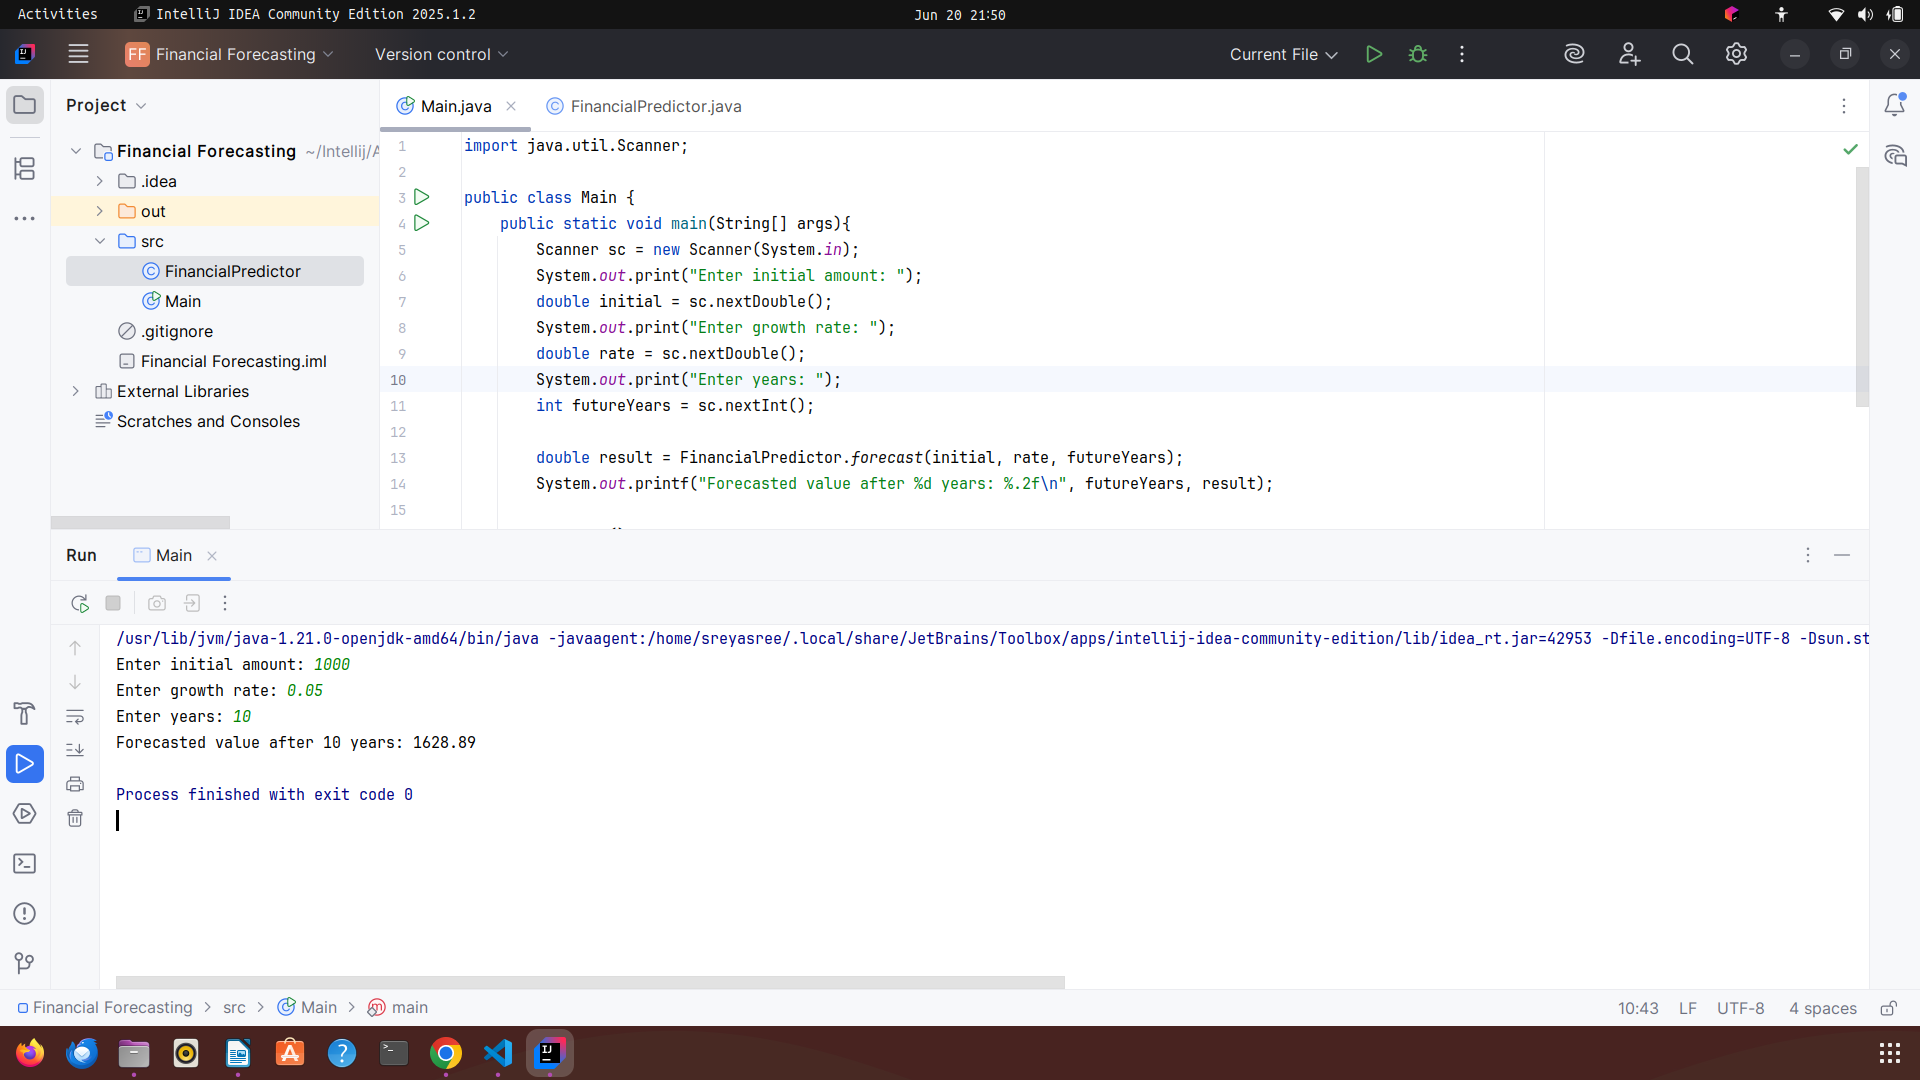 Activities
IntelliJ IDEA Community Edition 2025.1.2
Jun 20 21:50
FF Financial Forecasting
Version control
Current File
Project
Main.java
FinancialPredictor.java
Financial Forecasting ~/Intellij/A
.idea
out
src
FinancialPredictor
Main
.gitignore
Financial Forecasting.iml
External Libraries
Scratches and Consoles
1 import java.util.Scanner;
2
3 public class Main {
4 public static void main(String[] args){
5 Scanner sc = new Scanner(System.in);
6 System.out.print("Enter initial amount: ");
7 double initial = sc.nextDouble();
8 System.out.print("Enter growth rate: ");
9 double rate = sc.nextDouble();
10 System.out.print("Enter years: ");
11 int futureYears = sc.nextInt();
12
13 double result = FinancialPredictor.forecast(initial, rate, futureYears);
14 System.out.printf("Forecasted value after %d years: %.2f\n", futureYears, result);
15
Run
Main
/usr/lib/jvm/java-1.21.0-openjdk-amd64/bin/java -javaagent:/home/sreyasree/.local/share/JetBrains/Toolbox/apps/intellij-idea-community-edition/lib/idea_rt.jar=42953 -Dfile.encoding=UTF-8 -Dsun.st
Enter initial amount: 1000
Enter growth rate: 0.05
Enter years: 10
Forecasted value after 10 years: 1628.89
Process finished with exit code 0
Financial Forecasting > src > Main > main
10:43 LF UTF-8 4 spaces